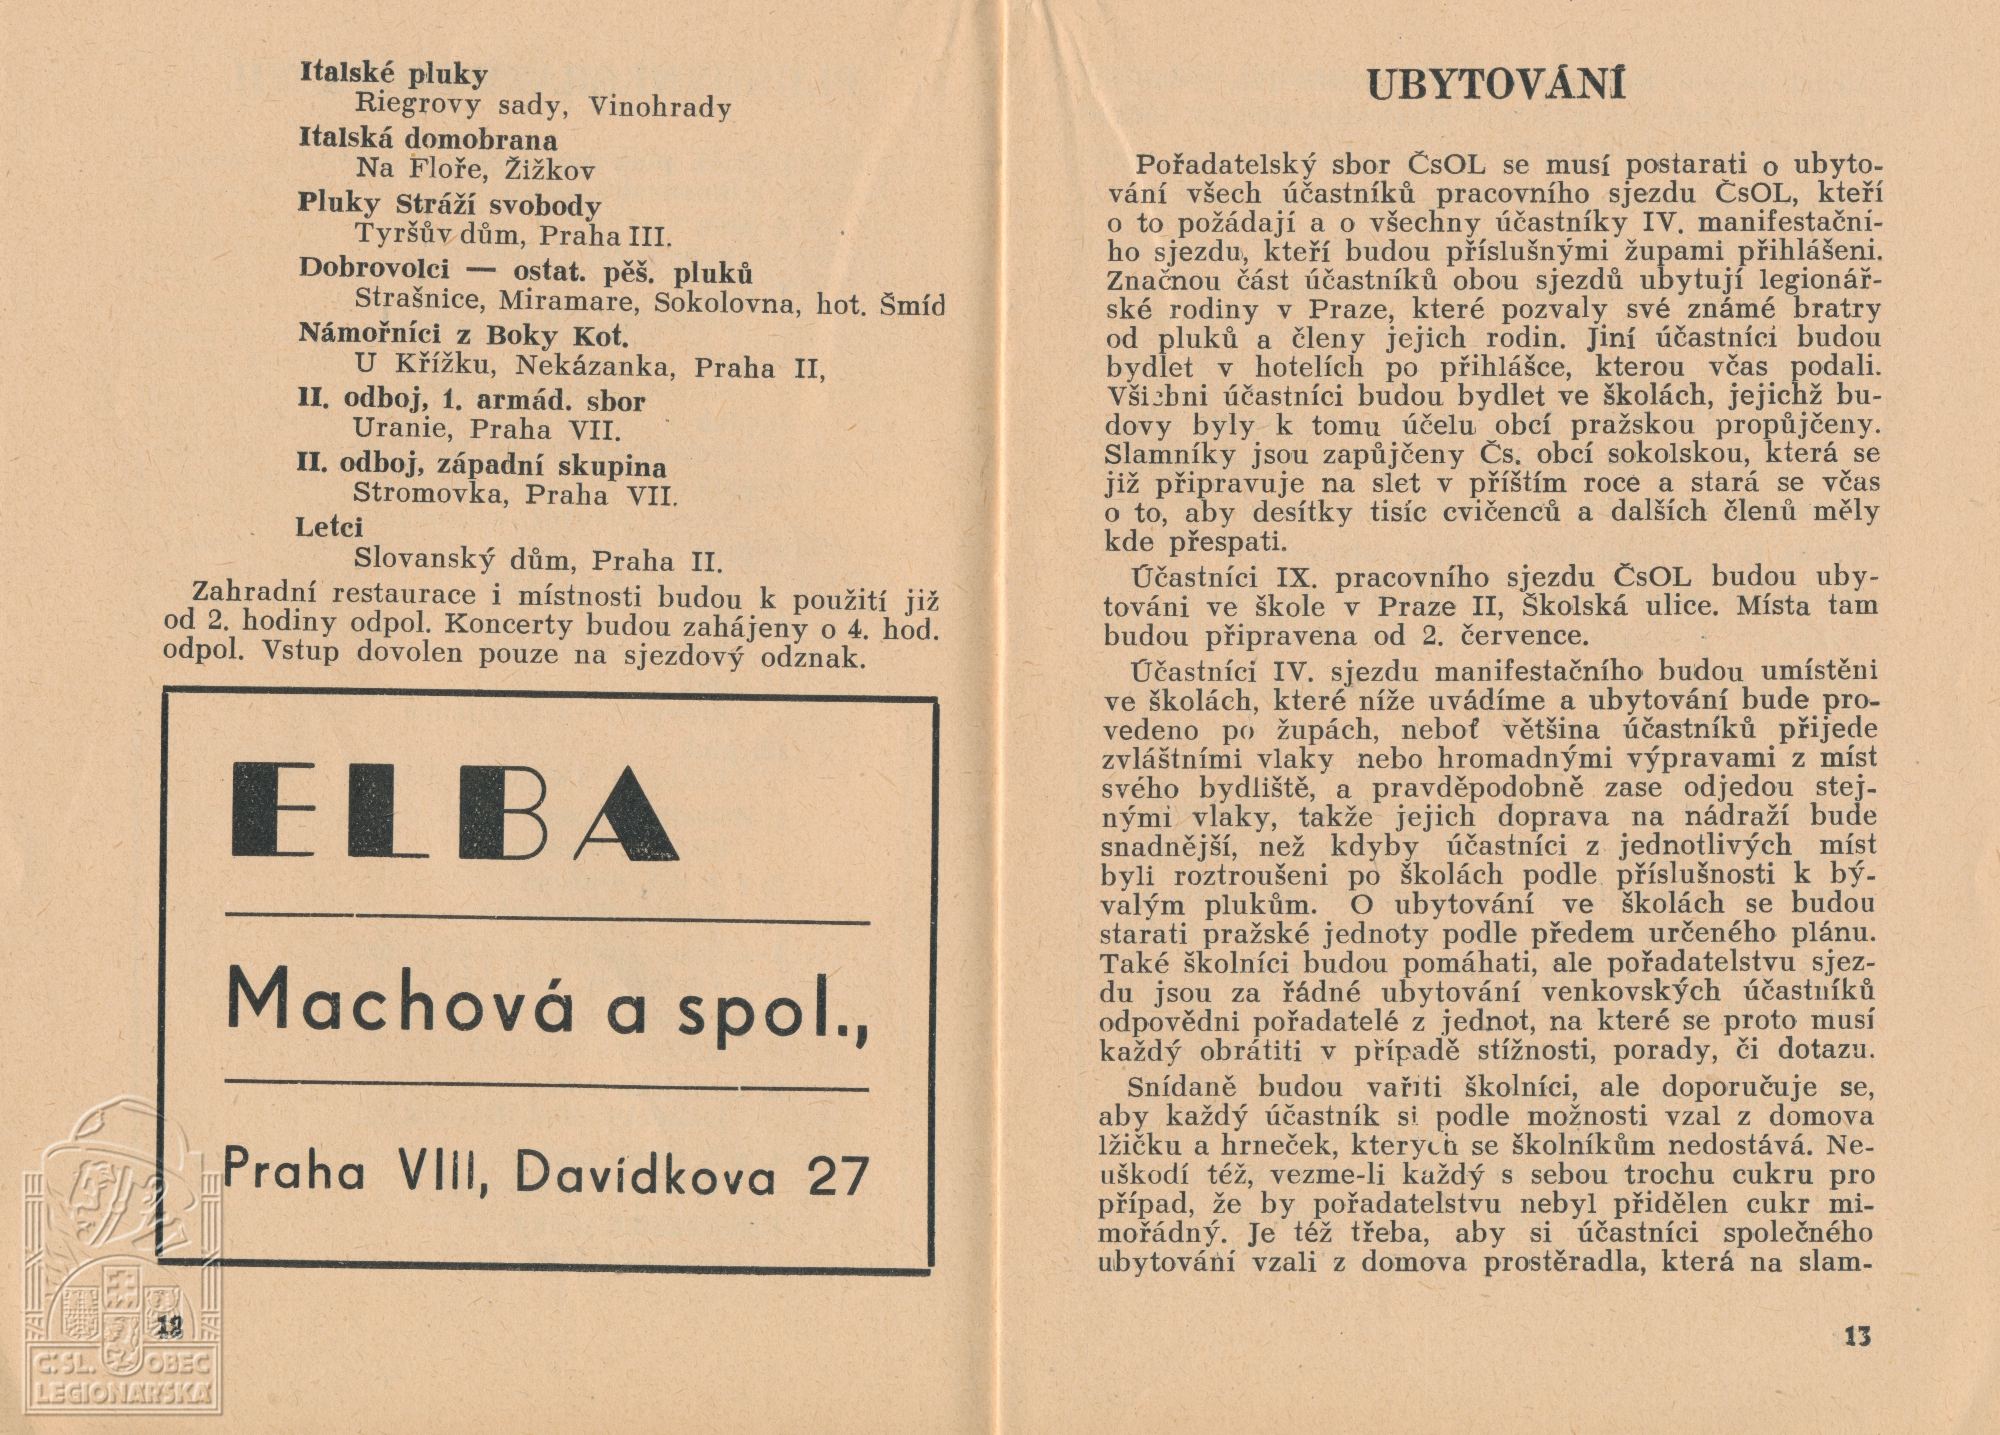 Italské pluky
Riegrovy sady, Vinohrady
Italská domobrana
Na Floře, Žižkov
Pluky Stráží svobody
Tyršův dům, Praha III.
Dobrovolci — ostat. pěš. pluků
Strašnice, Miramare, Sokolovna, hot. Šmíd
Námořníci z Boky Kot.
U Křížku, Nekázanka, Praha II,
II. odboj, 1. armád. sbor
Uranie, Praha VII.
II. odboj, západní skupina
Stromovka, Praha VII.
Letci
Slovanský dům, Praha II.
Zahradní restaurace i místnosti budou k použití již
od 2. hodiny odpol. Koncerty budou zahájeny o 4. hod.
odpol. Vstup dovolen pouze na sjezdový odznak.
ELBA
Machová a spol.,
Praha VIII, Davídkova 27
12
Č.SL. OBEC
LEGIONÁŘSKÁ
UBYTOVÁNÍ
Pořadatelský sbor ČsOL se musí postarati o ubyto-
vání všech účastníků pracovního sjezdu ČsOL, kteří
o to požádají a o všechny účastníky IV. manifestační-
ho sjezdu, kteří budou příslušnými župami přihlášeni.
Značnou část účastníků obou sjezdů ubytují legionář-
ské rodiny v Praze, které pozvaly své známé bratry
od pluků a členy jejich rodin. Jiní účastníci budou
bydlet v hotelích po přihlášce, kterou včas podali.
Všichni účastníci budou bydlet ve školách, jejichž bu-
dovy byly k tomu účelu obcí pražskou propůjčeny.
Slamníky jsou zapůjčeny Čs. obcí sokolskou, která se
již připravuje na slet v příštím roce a stará se včas
o to, aby desítky tisíc cvičenců a dalších členů měly
kde přespati.
Účastníci IX. pracovního sjezdu ČsOL budou uby-
továni ve škole v Praze II, Školská ulice. Místa tam
budou připravena od 2. července.
Účastníci IV. sjezdu manifestačního budou umístěni
ve školách, které níže uvádíme a ubytování bude pro-
vedeno po župách, neboť většina účastníků přijede
zvláštními vlaky nebo hromadnými výpravami z míst
svého bydliště, a pravděpodobně zase odjedou stej-
nými vlaky, takže jejich doprava na nádraží bude
snadnější, než kdyby účastníci z jednotlivých míst
byli roztroušeni po školách podle příslušnosti k bý-
valým plukům. O ubytování ve školách se budou
starati pražské jednoty podle předem určeného plánu.
Také školníci budou pomáhati, ale pořadatelstvu sjez-
du jsou za řádné ubytování venkovských účastníků
odpovědni pořadatelé z jednot, na které se proto musí
každý obrátiti v případě stížnosti, porady, či dotazu.
Snídaně budou vařiti školníci, ale doporučuje se,
aby každý účastník si podle možnosti vzal z domova
lžičku a hrneček, kterých se školníkům nedostává. Ne-
uškodí též, vezme-li každý s sebou trochu cukru pro
případ, že by pořadatelstvu nebyl přidělen cukr mi-
mořádný. Je též třeba, aby si účastníci společného
ubytování vzali z domova prostěradla, která na slam-
13